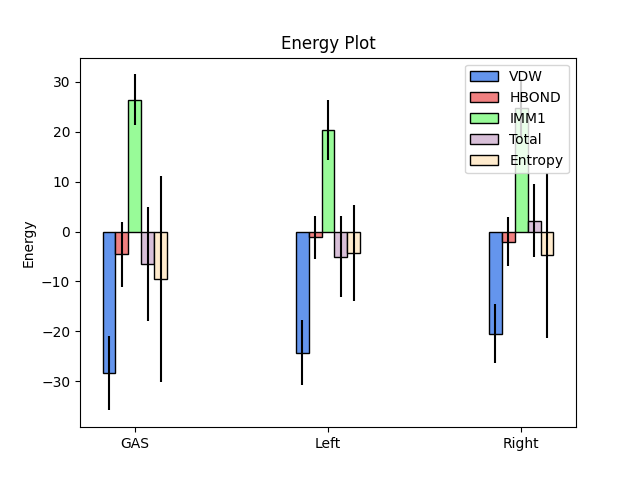 Energy Plot
VDW
HBOND
IMM1
Total
Entropy
Energy
30
20
10
0
−10
−20
−30
GAS
Left
Right